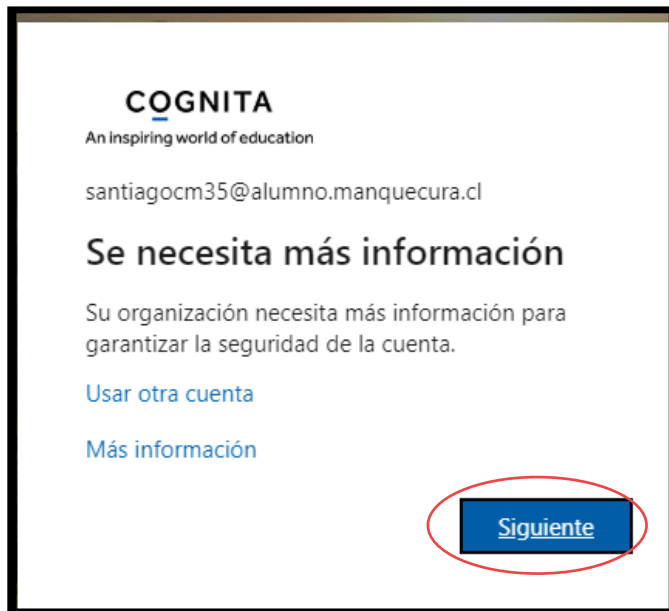 COGNITA
An inspiring world of education
santiagocm35@alumno.manquecura.cl
Se necesita más información
Su organización necesita más información para
garantizar la seguridad de la cuenta.
Usar otra cuenta
Más información
Siguiente